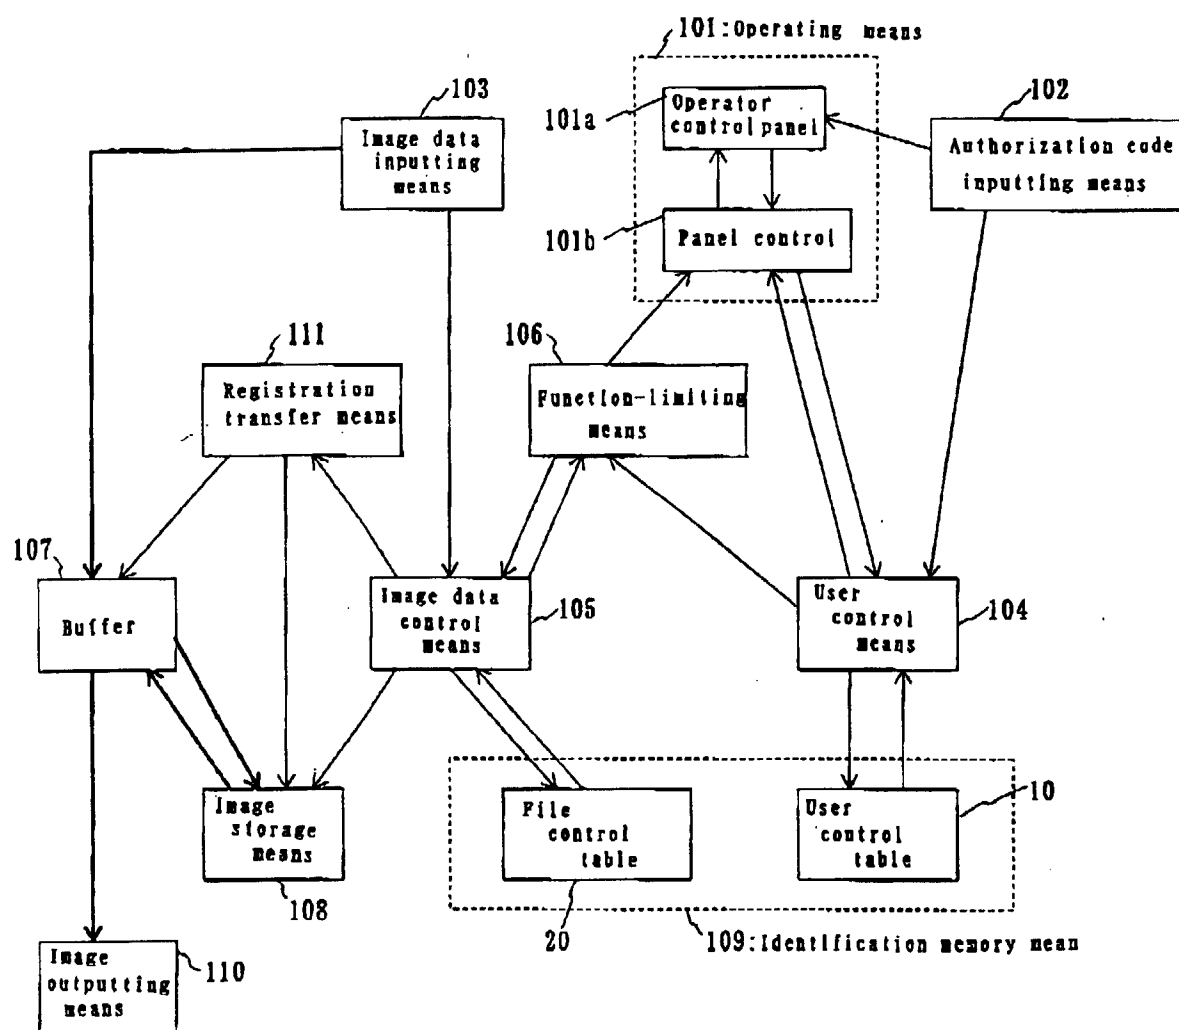 101:Operating means
103
102
101a
Operator
control panel
Image data
inputting
means
Authorization code
inputting means
101b
Panel control
111
106
Registration
transfer means
Function-limiting
means
107
Buffer
Image data
control
means
105
User
control
means
104
Image
storage
means
File
control
table
User
control
table
10
108
20
109:Identification memory mean
Image
outputting
means
110